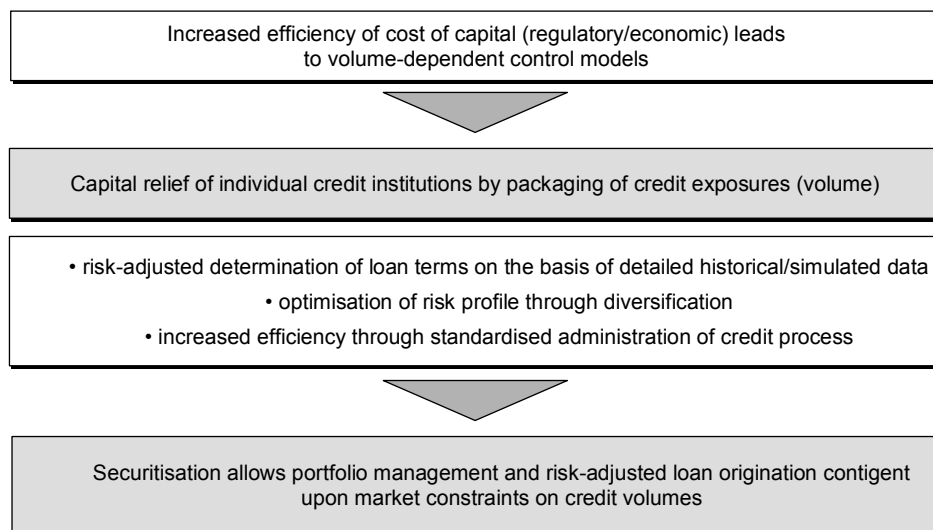 Increased efficiency of cost of capital (regulatory/economic) leads
to volume-dependent control models
Capital relief of individual credit institutions by packaging of credit exposures (volume)
• risk-adjusted determination of loan terms on the basis of detailed historical/simulated data
• optimisation of risk profile through diversification
• increased efficiency through standardised administration of credit process
Securitisation allows portfolio management and risk-adjusted loan origination contigent
upon market constraints on credit volumes